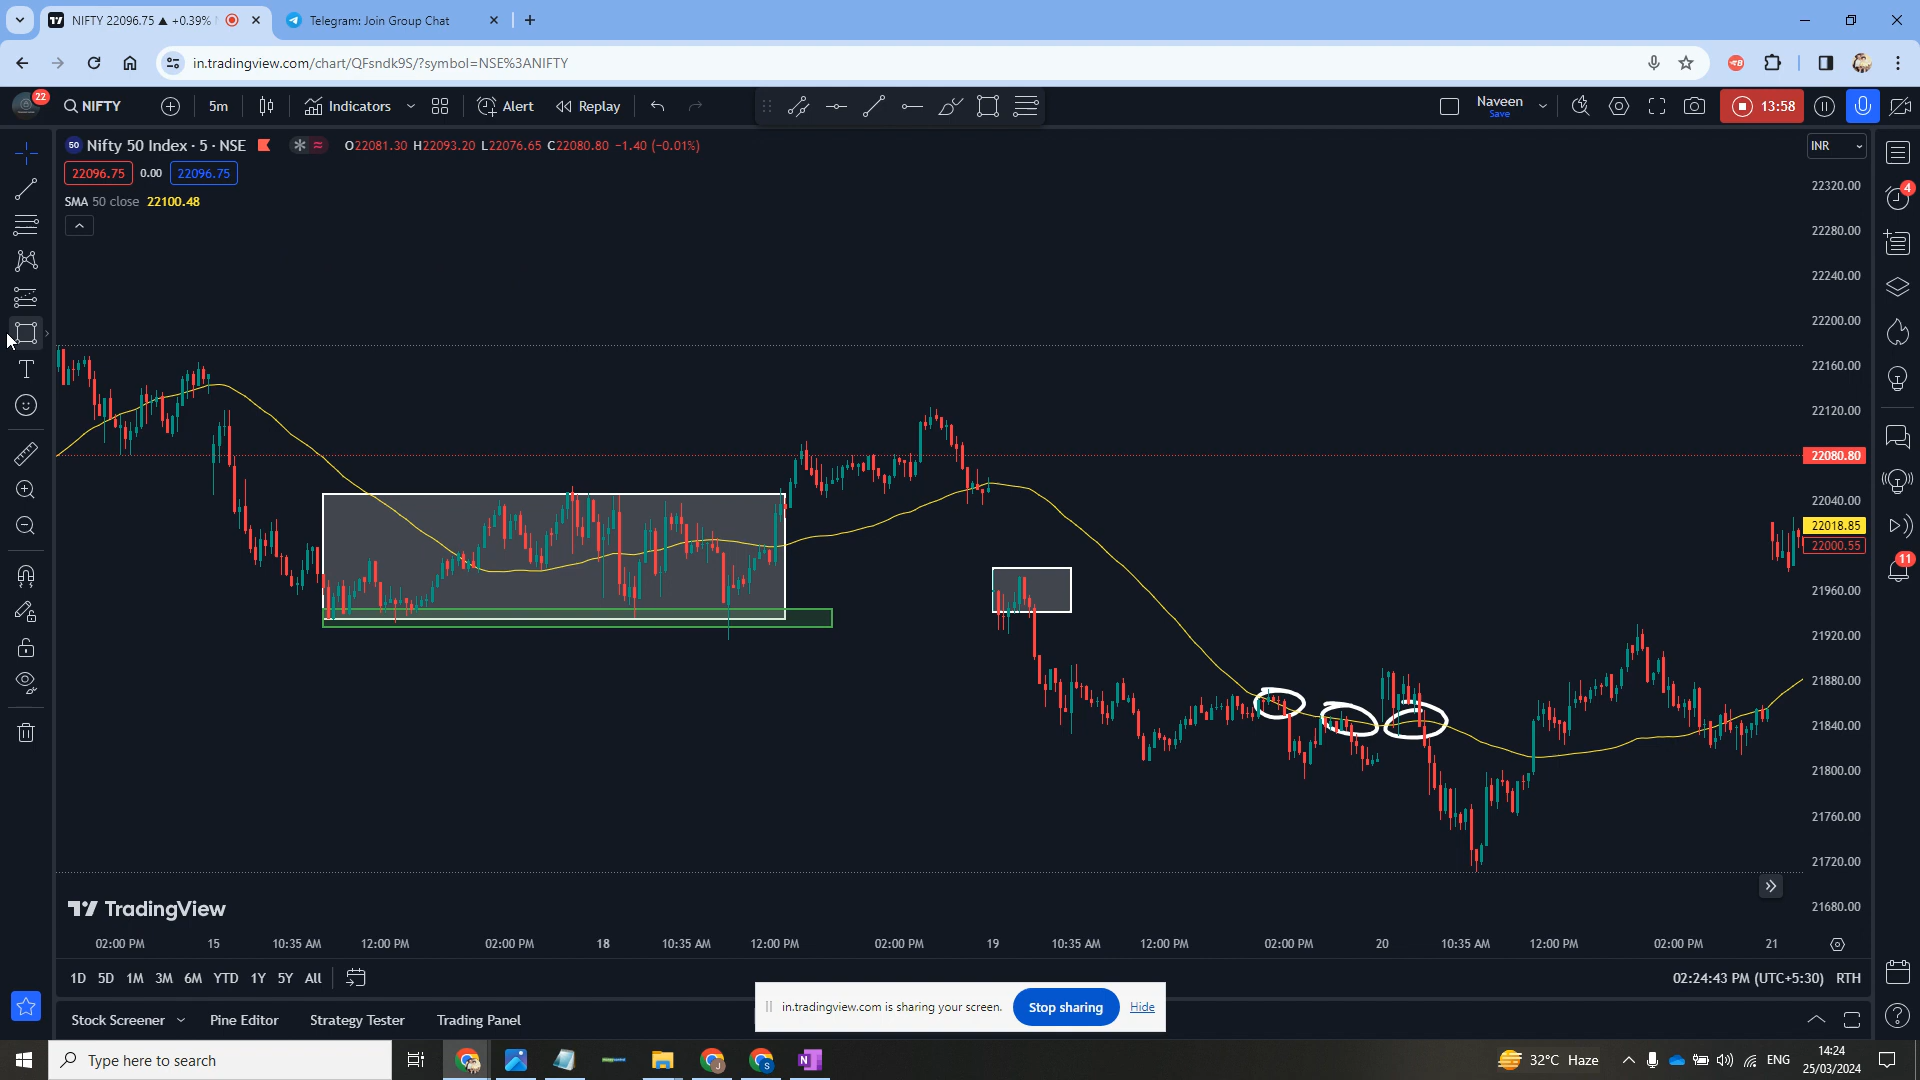 NIFTY 22096.75 ▲ +0.39%
Telegram: Join Group Chat
in.tradingview.com/chart/QFsndk9S/?symbol=NSE%3ANIFTY
22
NIFTY
5m
Indicators
Alert
Replay
Naveen
Save
13:58
50 Nifty 50 Index · 5 · NSE
O22081.30 H22093.20 L22076.65 C22080.80 −1.40 (−0.01%)
INR
22096.75 0.00 22096.75
SMA 50 close 22100.48
4
22320.00
22280.00
22240.00
22200.00
22160.00
22120.00
22080.80
22040.00
22018.85
22000.55
11
21960.00
21920.00
21880.00
21840.00
21800.00
21760.00
21720.00
21680.00
TradingView
02:00 PM 15 10:35 AM 12:00 PM 02:00 PM 18 10:35 AM 12:00 PM 02:00 PM 19 10:35 AM 12:00 PM 02:00 PM 20 10:35 AM 12:00 PM 02:00 PM 21
1D 5D 1M 3M 6M YTD 1Y 5Y All
02:24:43 PM (UTC+5:30) RTH
in.tradingview.com is sharing your screen. Stop sharing Hide
Stock Screener Pine Editor Strategy Tester Trading Panel
Type here to search
32°C Haze
ENG
14:24
25/03/2024